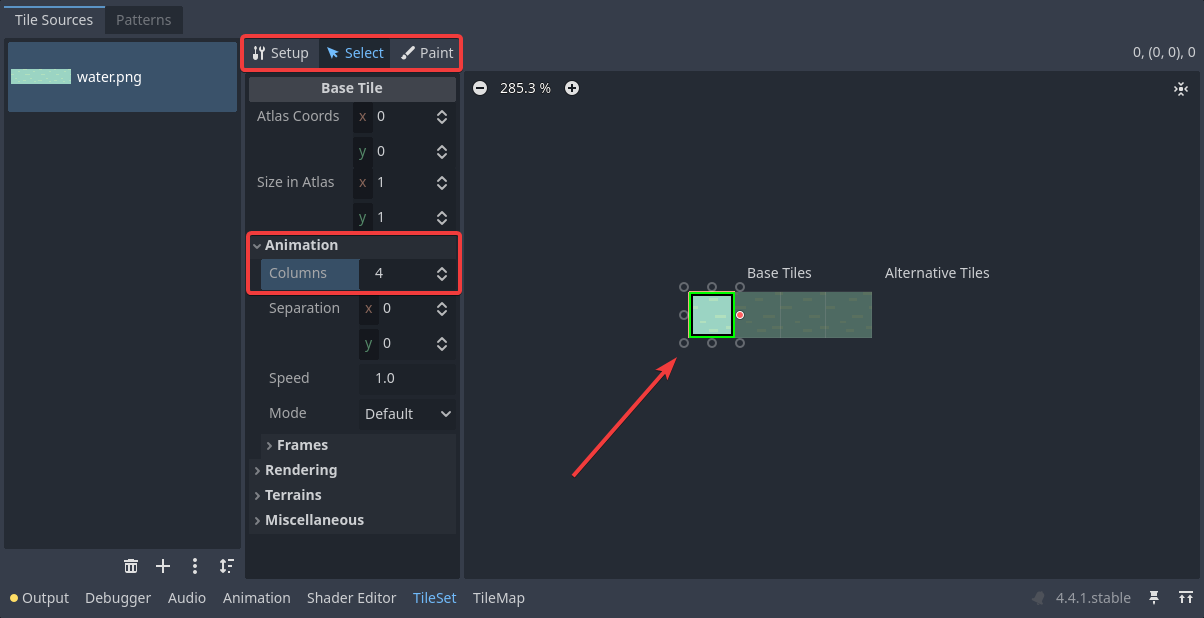 Tile Sources Patterns
water.png
Setup Select Paint
0, (0, 0), 0
Base Tile
285.3 %
Atlas Coords x 0
y 0
Size in Atlas x 1
y 1
Animation
Columns 4
Separation x 0
y 0
Speed 1.0
Mode Default
Frames
Rendering
Terrains
Miscellaneous
Base Tiles Alternative Tiles
Output Debugger Audio Animation Shader Editor TileSet TileMap 4.4.1.stable